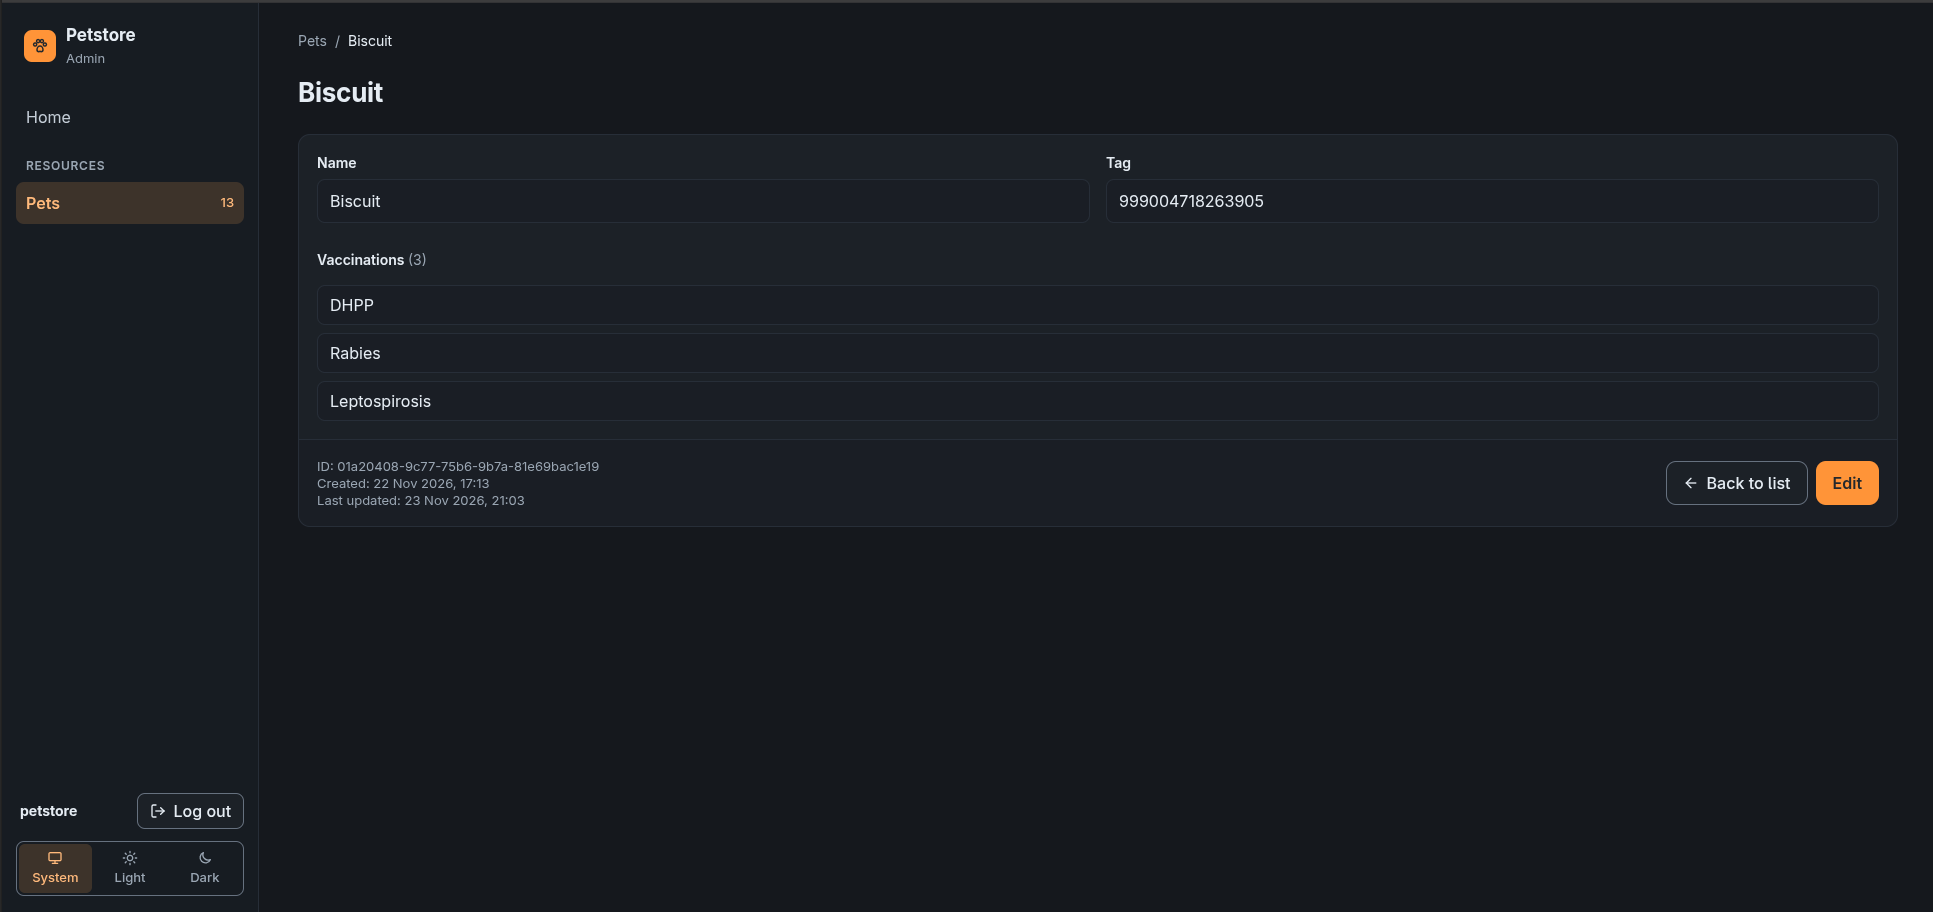 Petstore
Admin
Home
RESOURCES
Pets 13
petstore
Log out
System Light Dark
Pets / Biscuit
Biscuit
Name Tag
Biscuit 999004718263905
Vaccinations (3)
DHPP
Rabies
Leptospirosis
ID: 01a20408-9c77-75b6-9b7a-81e69bac1e19
Created: 22 Nov 2026, 17:13
Last updated: 23 Nov 2026, 21:03
Back to list Edit